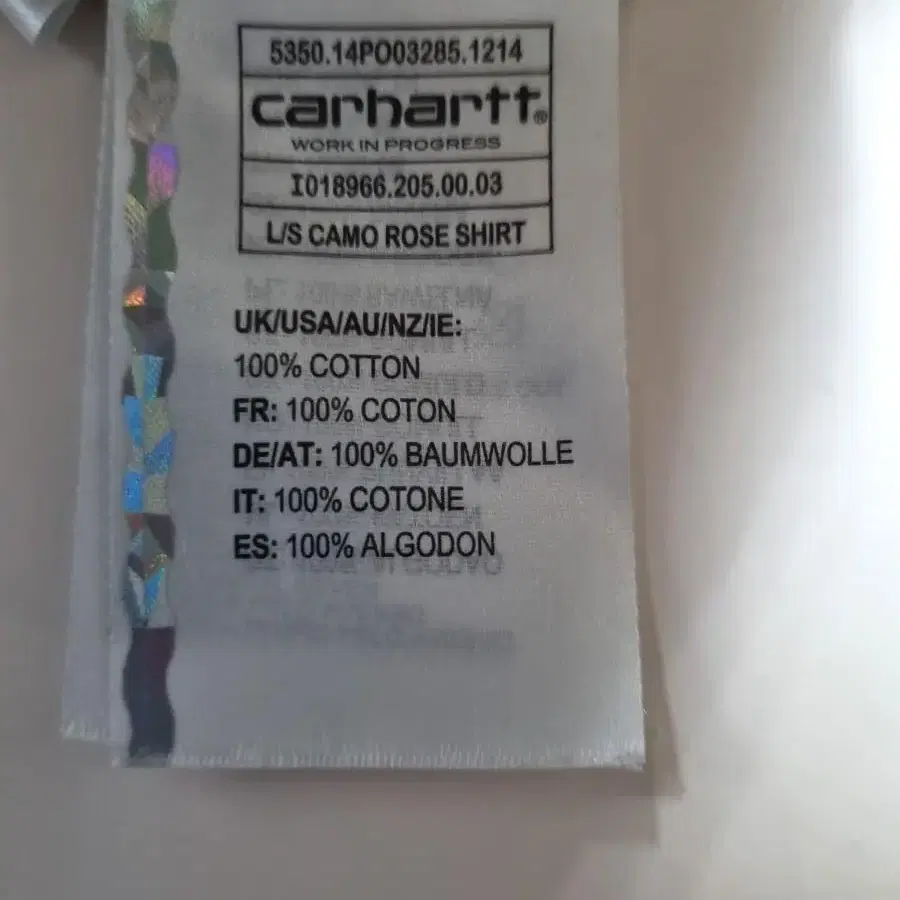 5350.14PO03285.1214
carhartt®
WORK IN PROGRESS
I018966.205.00.03
L/S CAMO ROSE SHIRT
UK/USA/AU/NZ/IE:
100% COTTON
FR: 100% COTON
DE/AT: 100% BAUMWOLLE
IT: 100% COTONE
ES: 100% ALGODON